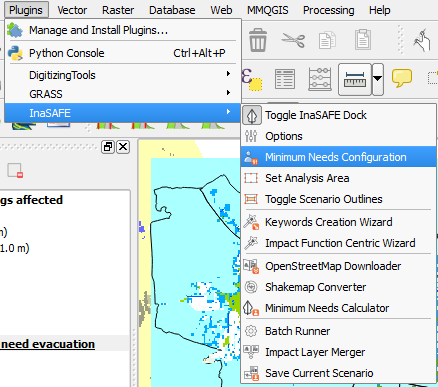 Plugins Vector Raster Database Web MMQGIS Processing Help
Manage and Install Plugins...
Python Console Ctrl+Alt+P
DigitizingTools
GRASS
InaSAFE
Toggle InaSAFE Dock
Options
Minimum Needs Configuration
Set Analysis Area
Toggle Scenario Outlines
Keywords Creation Wizard
Impact Function Centric Wizard
OpenStreetMap Downloader
Shakemap Converter
Minimum Needs Calculator
Batch Runner
Impact Layer Merger
Save Current Scenario
gs affected
m)
1.0 m)
need evacuation